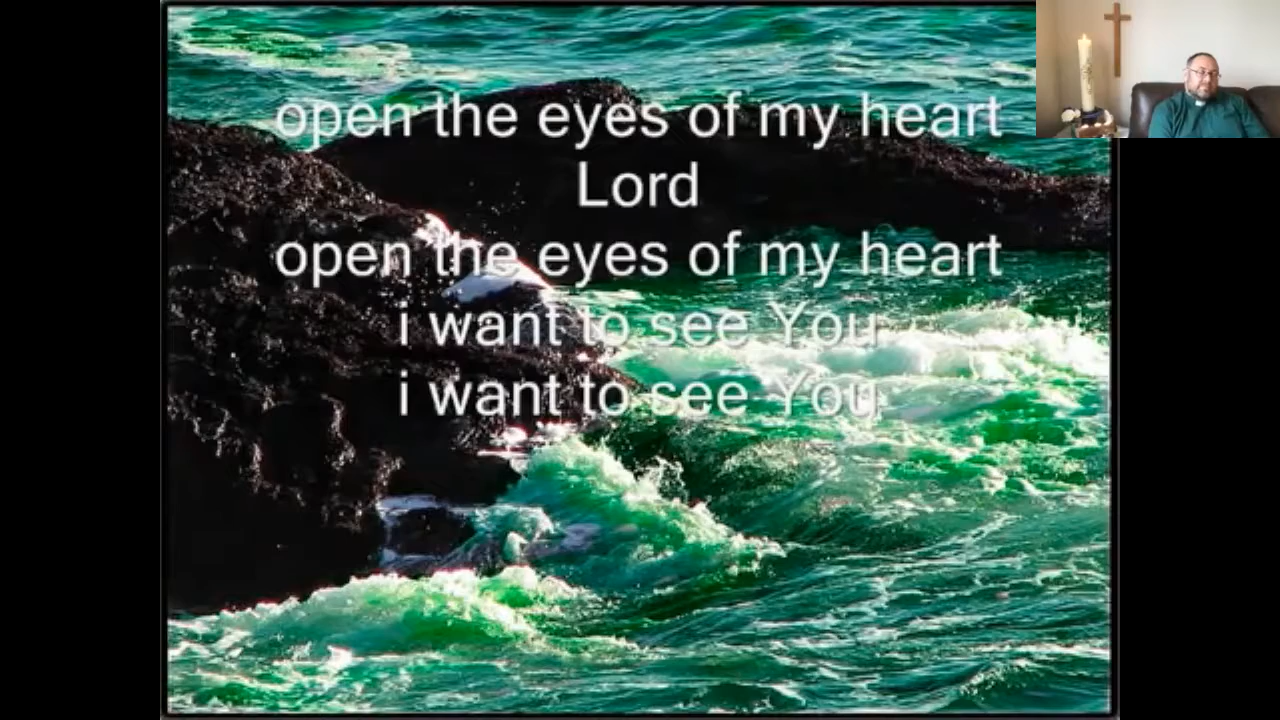 open the eyes of my heart
Lord
open the eyes of my heart
i want to see You
i want to see You